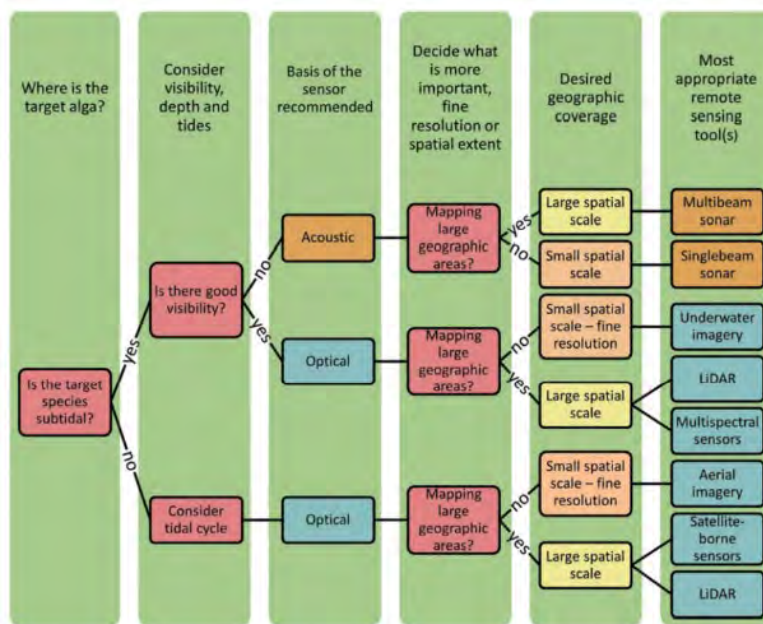 Where is the
target alga?
Consider
visibility,
depth and
tides
Basis of the
sensor
recommended
Decide what
is more
important,
fine
resolution or
spatial extent
Desired
geographic
coverage
Most
appropriate
remote
sensing
tool(s)
Is the target
species
subtidal?
yes
no
Is there good
visibility?
no
yes
Consider
tidal cycle
Acoustic
Optical
Optical
Mapping
large
geographic
areas?
yes
no
Mapping
large
geographic
areas?
no
yes
Mapping
large
geographic
areas?
no
yes
Large spatial
scale
Small spatial
scale
Small spatial
scale – fine
resolution
Large spatial
scale
Small spatial
scale – fine
resolution
Large spatial
scale
Multibeam
sonar
Singlebeam
sonar
Underwater
imagery
LiDAR
Multispectral
sensors
Aerial
imagery
Satellite-
borne
sensors
LiDAR